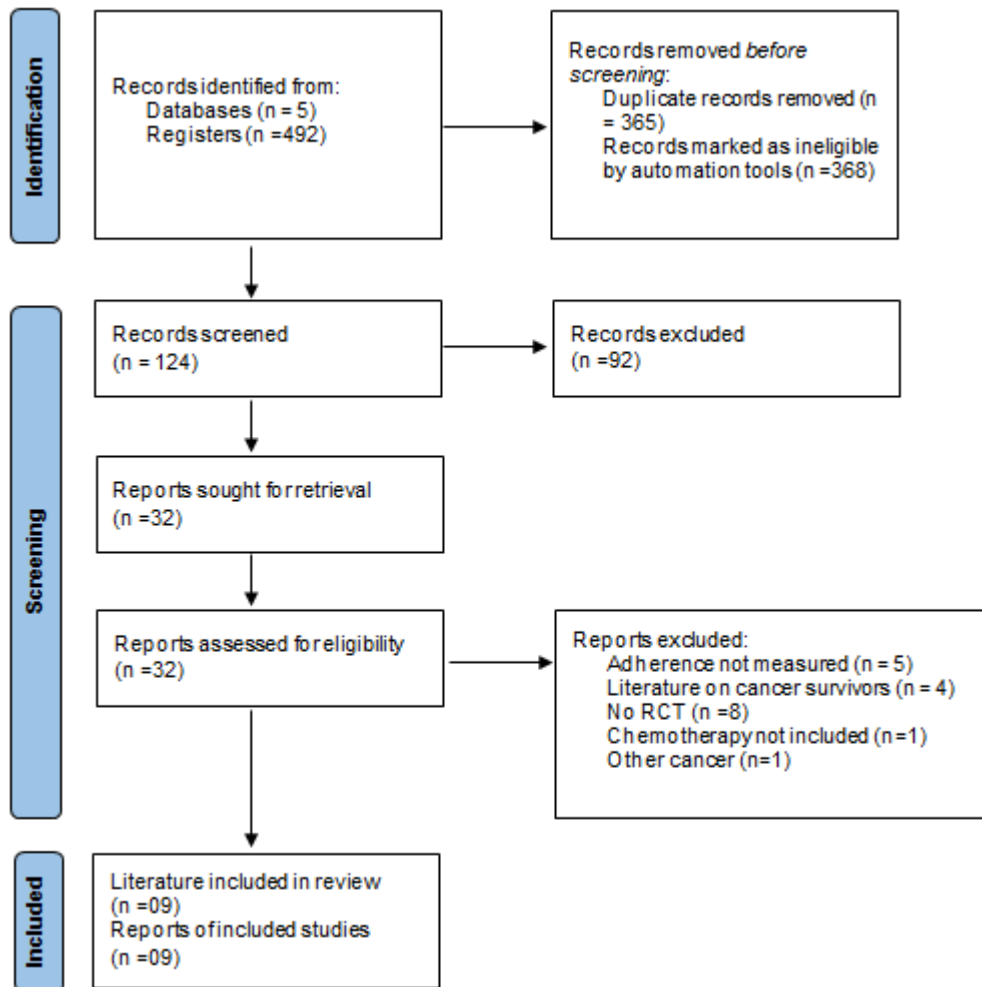 Identification
Records identified from:
Databases (n = 5)
Registers (n =492)
Records removed before
screening:
Duplicate records removed (n
= 365)
Records marked as ineligible
by automation tools (n =368)
Screening
Records screened
(n = 124)
Records excluded
(n =92)
Reports sought for retrieval
(n =32)
Reports assessed for eligibility
(n =32)
Reports excluded:
Adherence not measured (n = 5)
Literature on cancer survivors (n = 4)
No RCT (n =8)
Chemotherapy not included (n=1)
Other cancer (n=1)
Included
Literature included in review
(n =09)
Reports of included studies
(n =09)